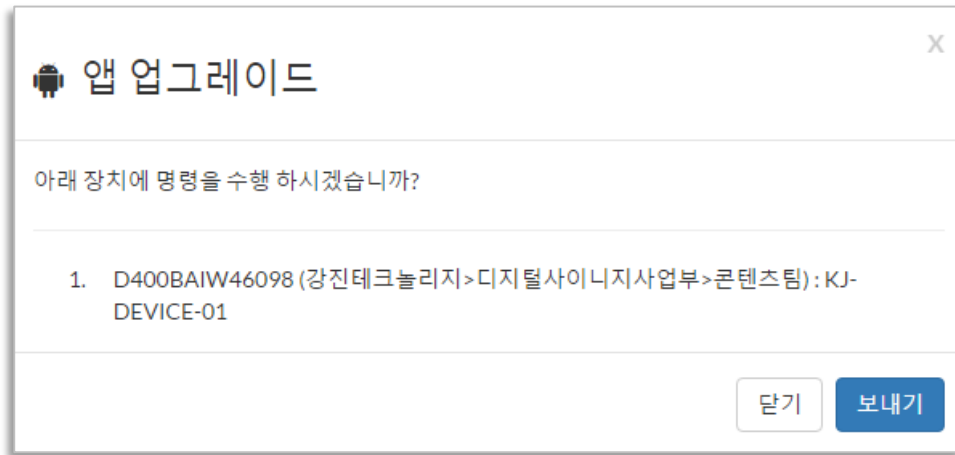 X
앱 업그레이드
아래 장치에 명령을 수행 하시겠습니까?
1. D400BAIW46098 (강진테크놀리지>디지털사이니지사업부>콘텐츠팀) : KJ-
DEVICE-01
닫기 보내기